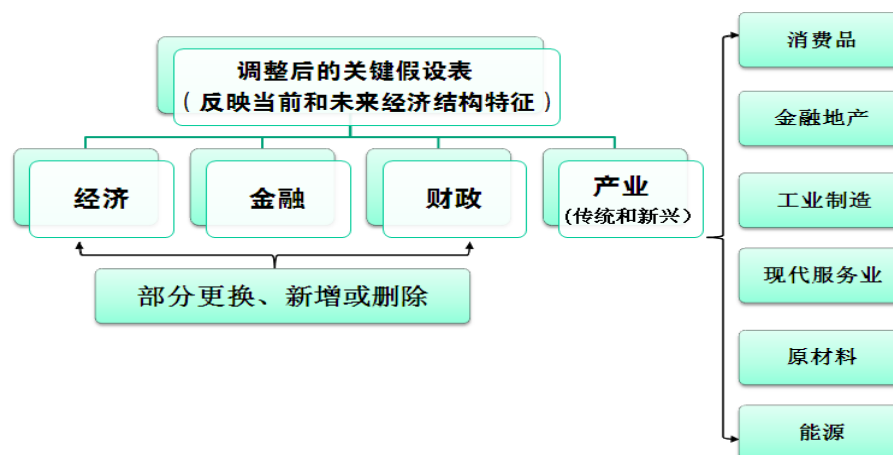 调整后的关键假设表
（反映当前和未来经济结构特征）
经济
金融
财政
产业
(传统和新兴）
部分更换、新增或删除
消费品
金融地产
工业制造
现代服务业
原材料
能源